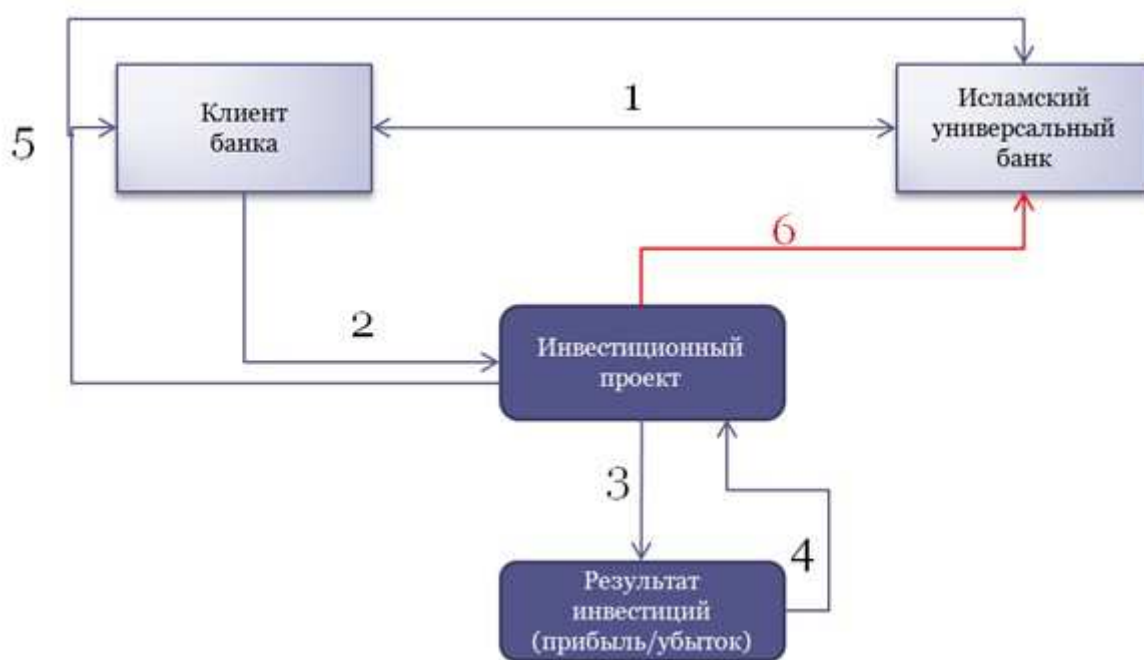 1
Клиент
банка
Исламский
универсальный
банк
5
6
2
Инвестиционный
проект
3
4
Результат
инвестиций
(прибыль/убыток)